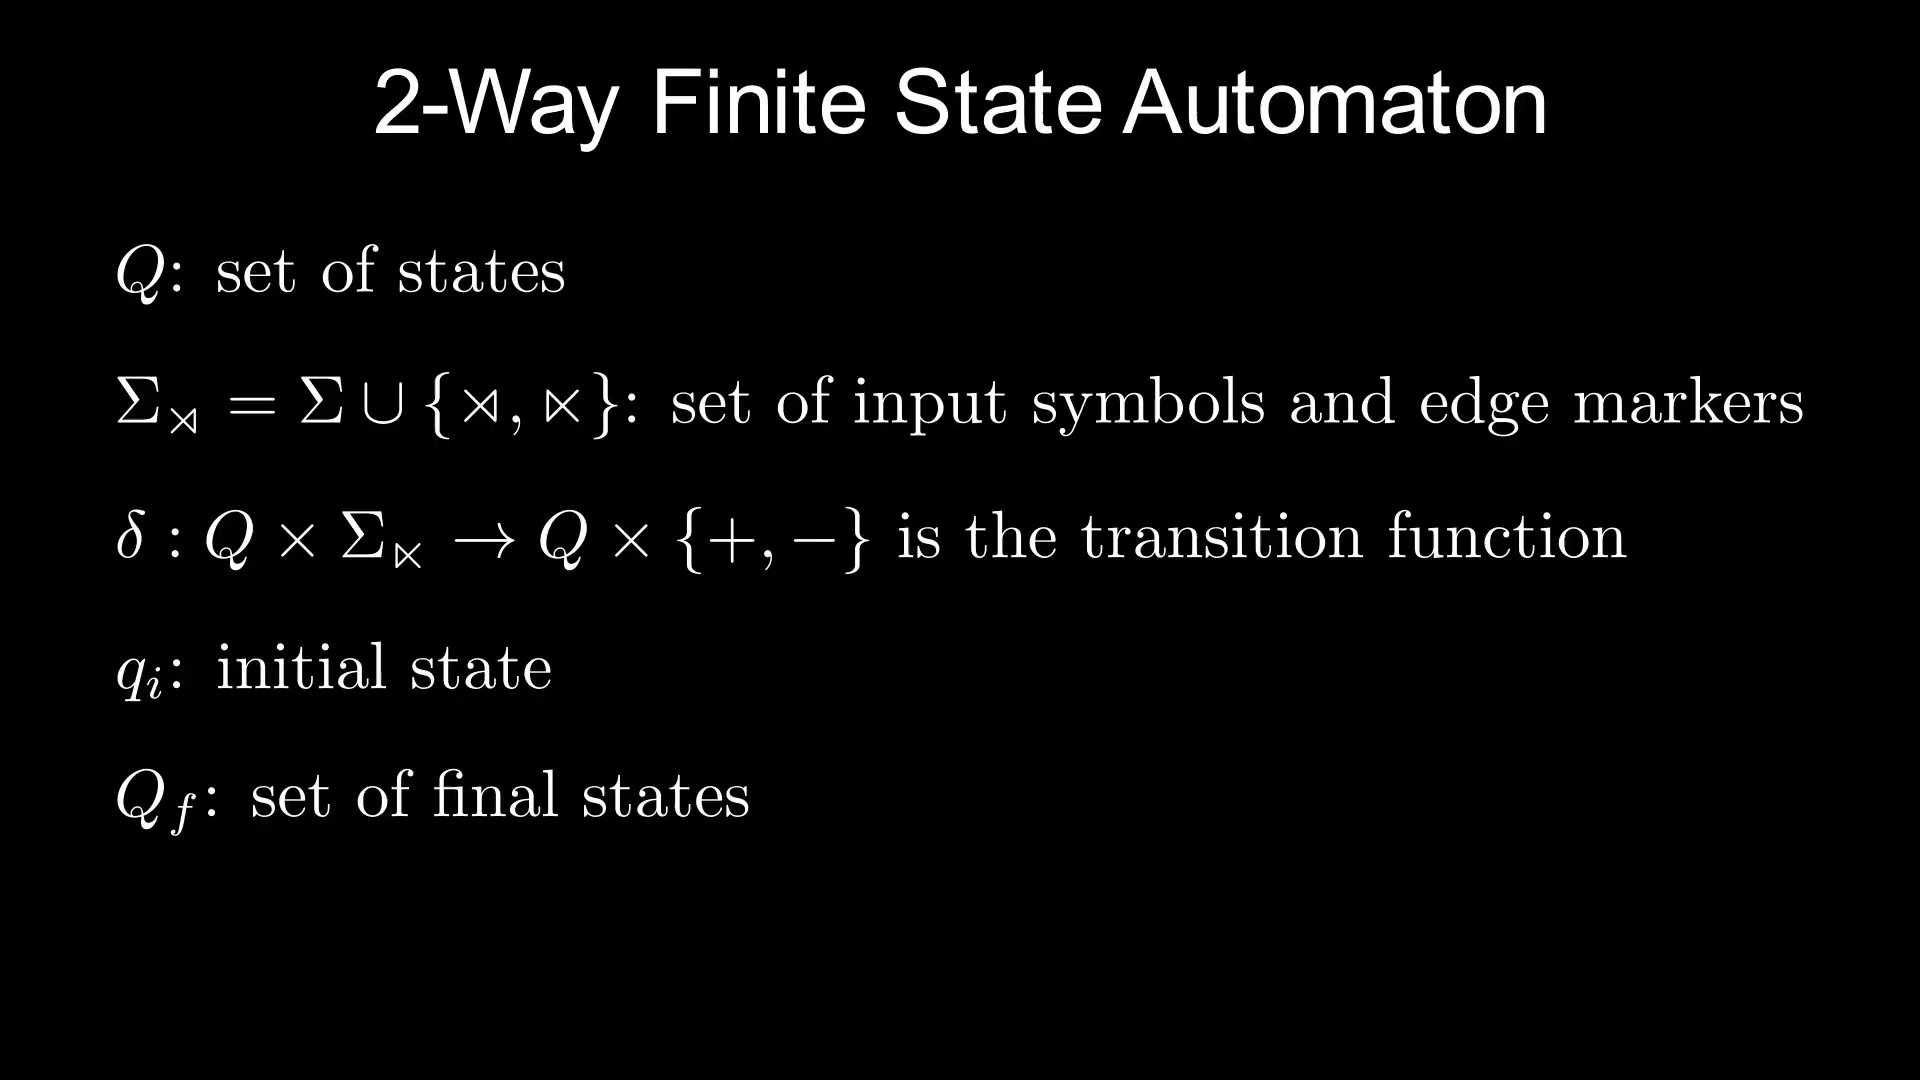 2-Way Finite State Automaton
Q: set of states
Σ⋊ = Σ ∪ {⋊, ⋉}: set of input symbols and edge markers
δ : Q × Σ⋉ → Q × {+, −} is the transition function
qᵢ: initial state
Q_f: set of final states